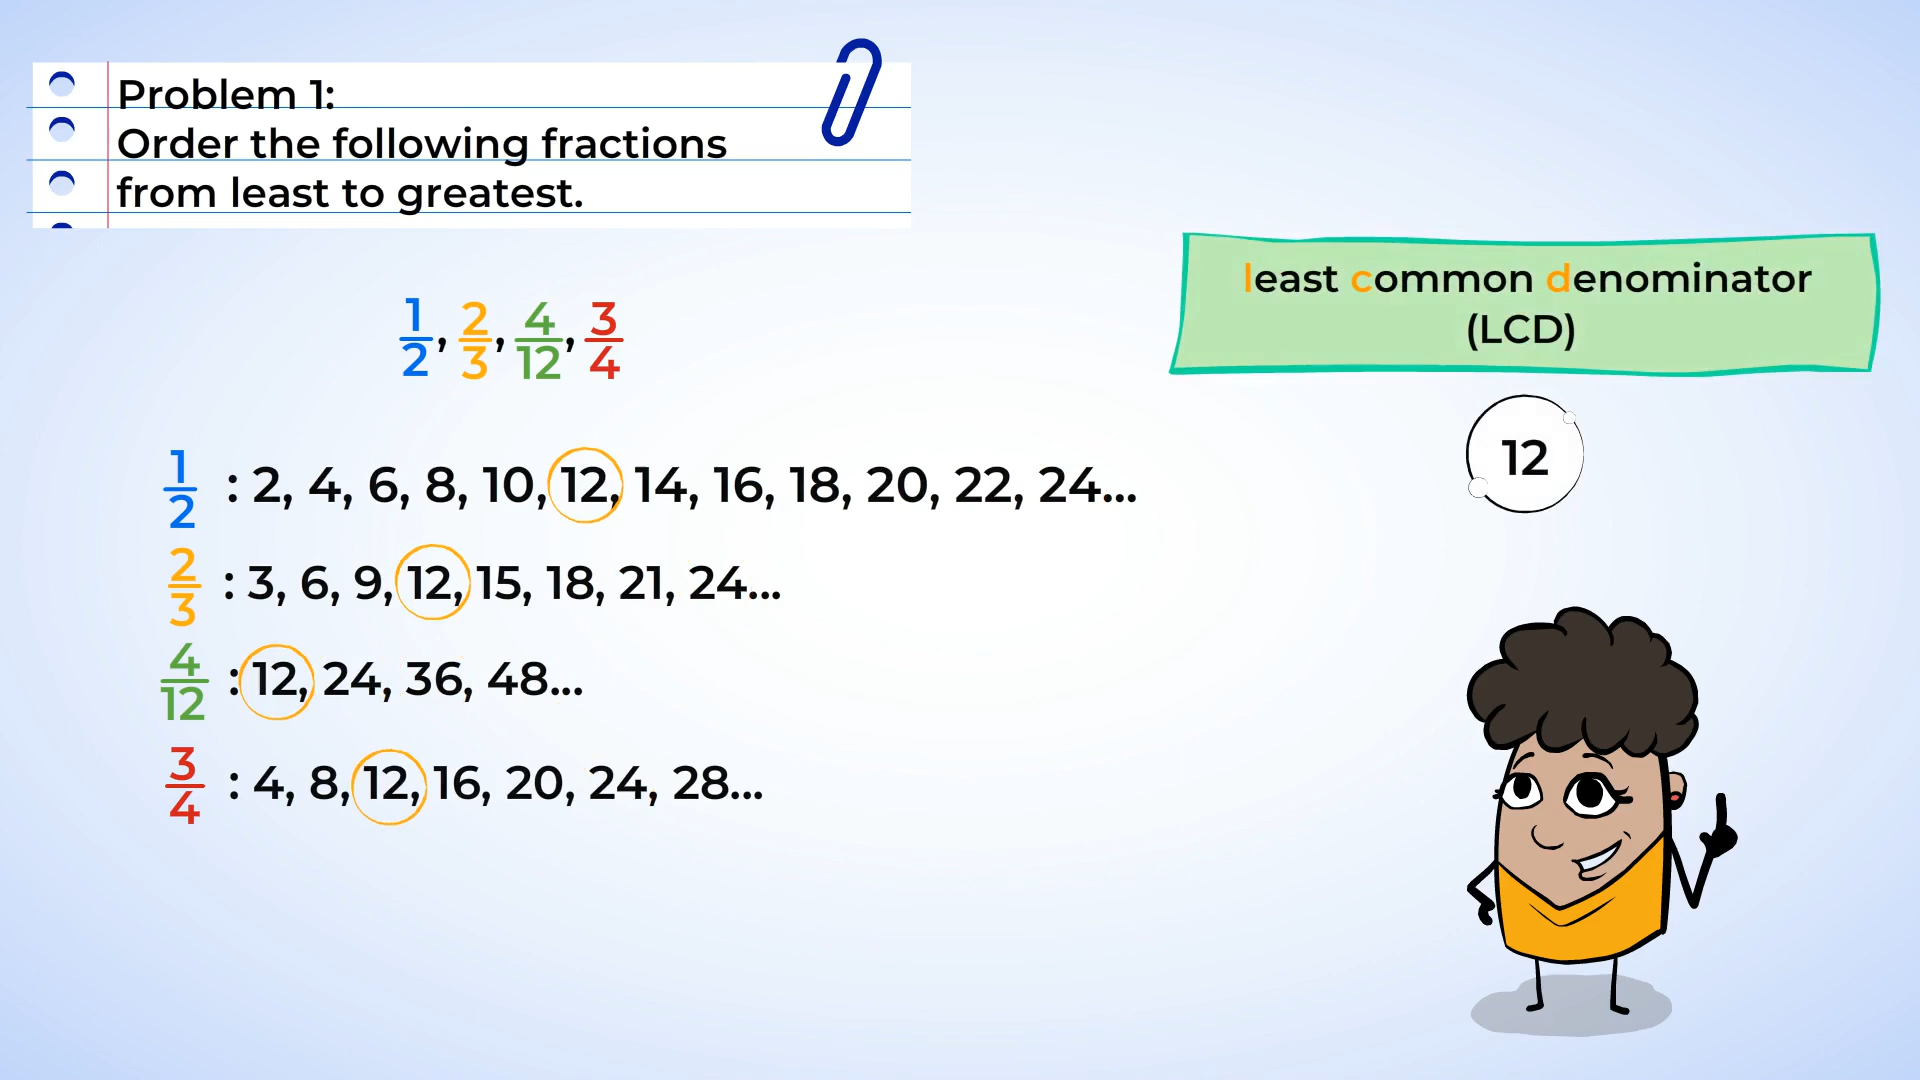 Problem 1:
Order the following fractions
from least to greatest.
least common denominator
(LCD)
1/2, 2/3, 4/12, 3/4
12
1/2 : 2, 4, 6, 8, 10, 12, 14, 16, 18, 20, 22, 24...
2/3 : 3, 6, 9, 12, 15, 18, 21, 24...
4/12 : 12, 24, 36, 48...
3/4 : 4, 8, 12, 16, 20, 24, 28...